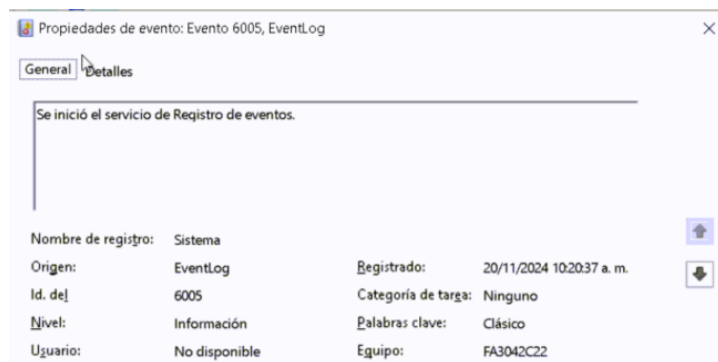 Propiedades de evento: Evento 6005, EventLog
General Detalles
Se inició el servicio de Registro de eventos.
Nombre de registro: Sistema
Origen: EventLog Registrado: 20/11/2024 10:20:37 a. m.
Id. del 6005 Categoría de tarea: Ninguno
Nivel: Información Palabras clave: Clásico
Usuario: No disponible Equipo: FA3042C22